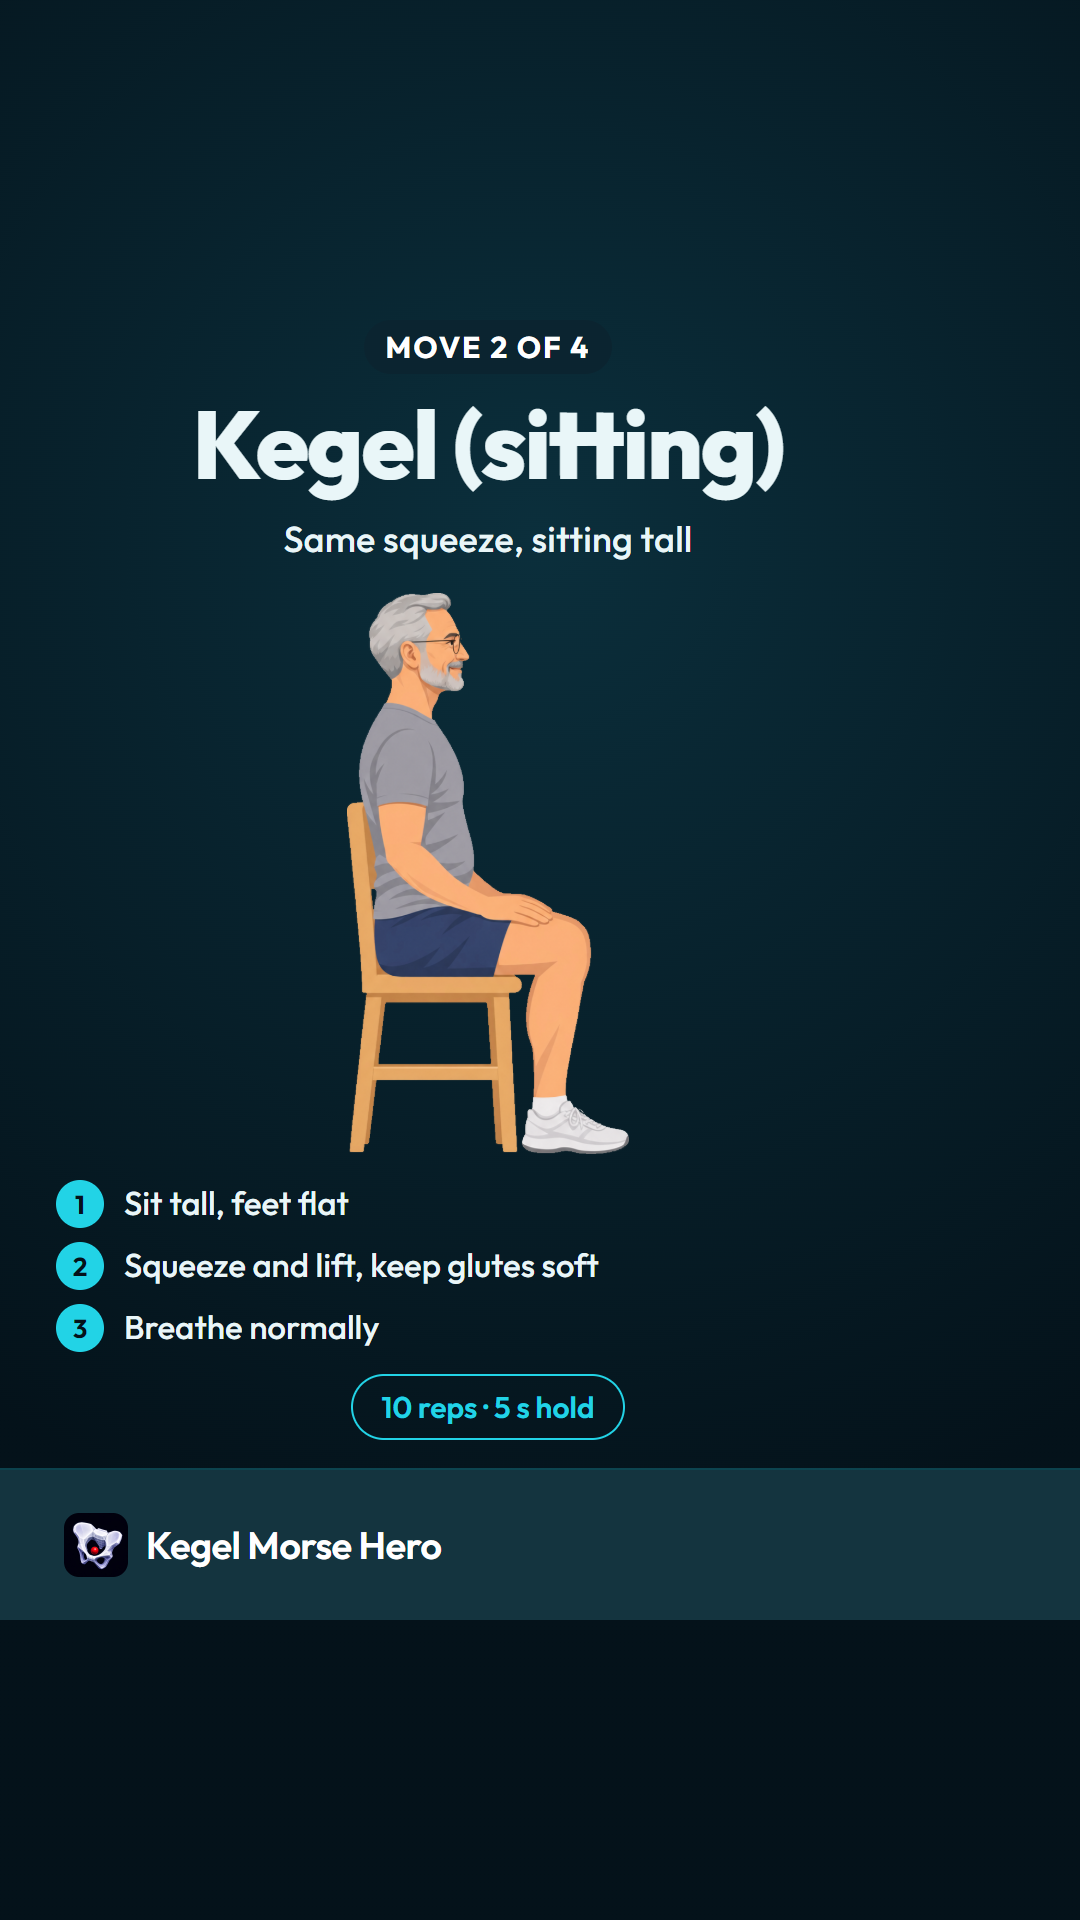 MOVE 2 OF 4
Kegel (sitting)
Same squeeze, sitting tall
1 Sit tall, feet flat
2 Squeeze and lift, keep glutes soft
3 Breathe normally
10 reps · 5 s hold
Kegel Morse Hero